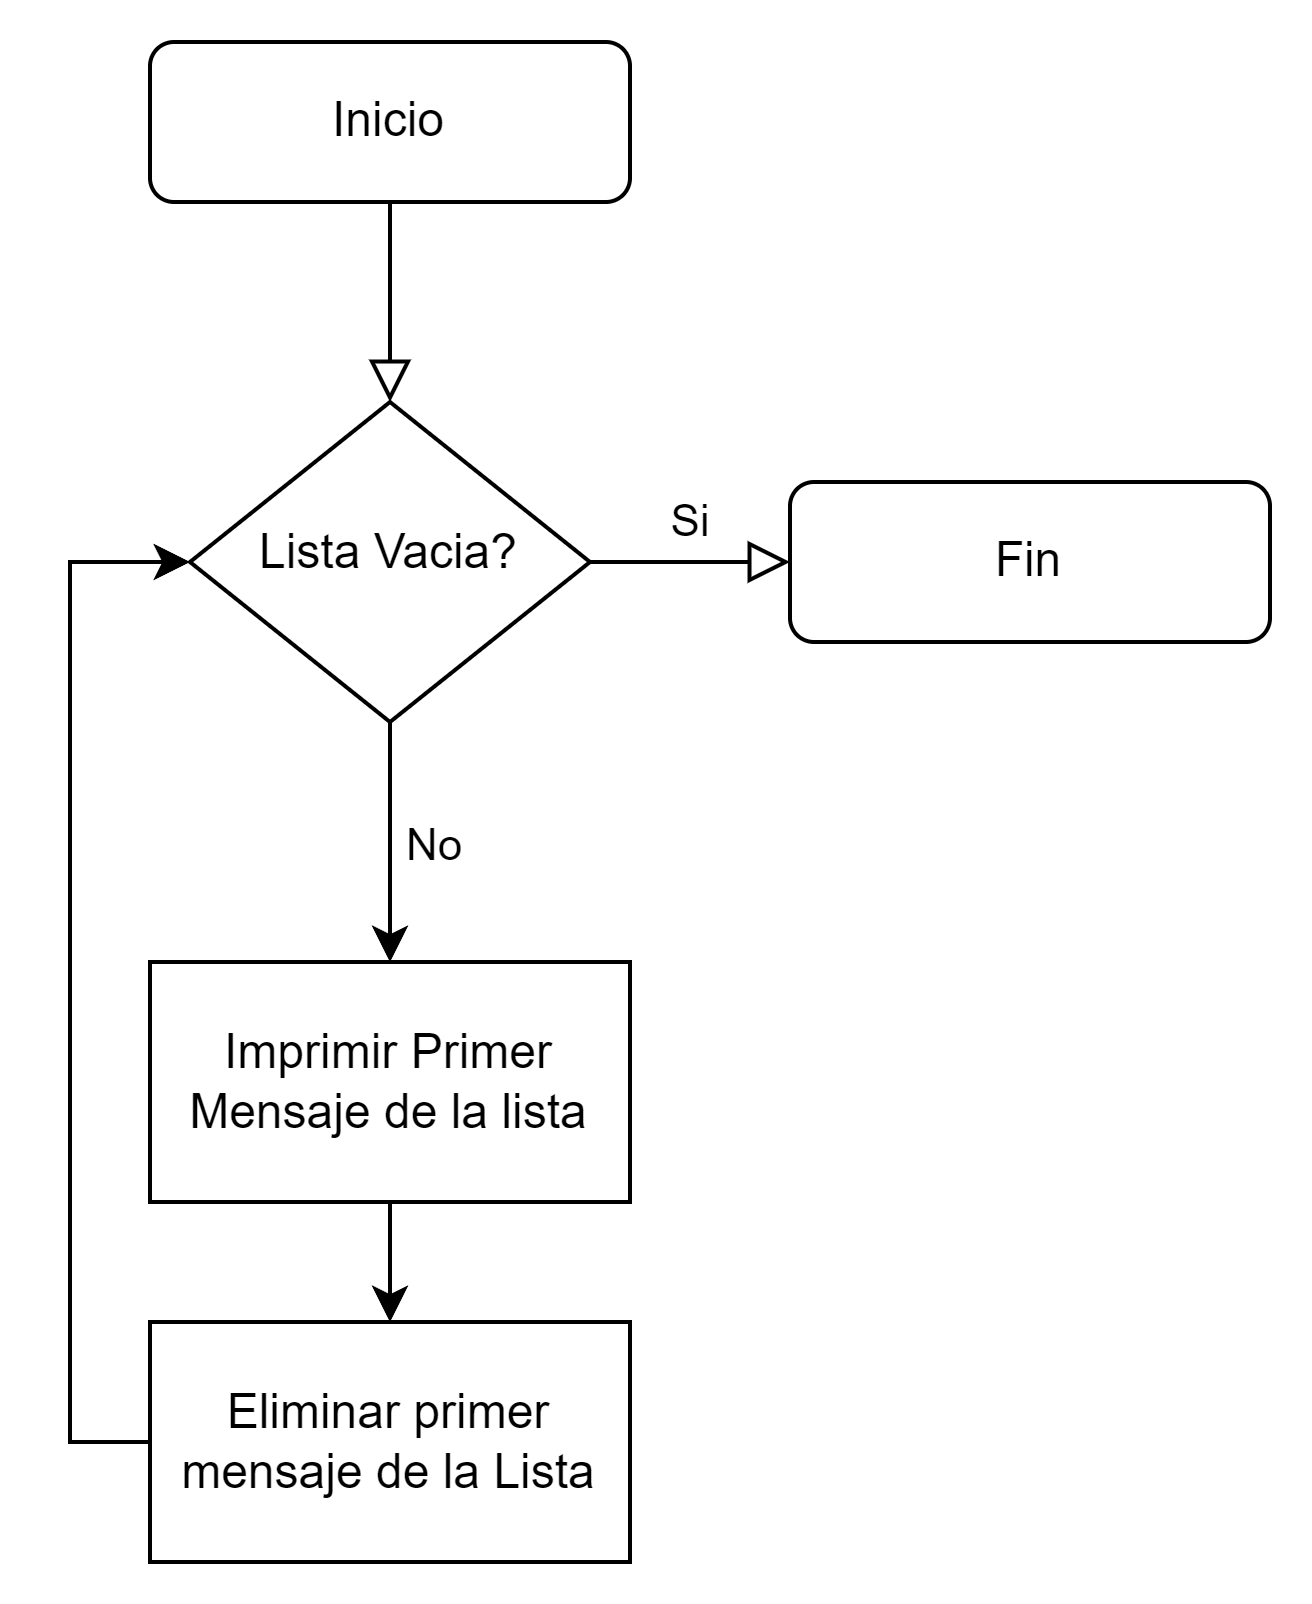 Inicio
Lista Vacia?
Si
Fin
No
Imprimir Primer
Mensaje de la lista
Eliminar primer
mensaje de la Lista